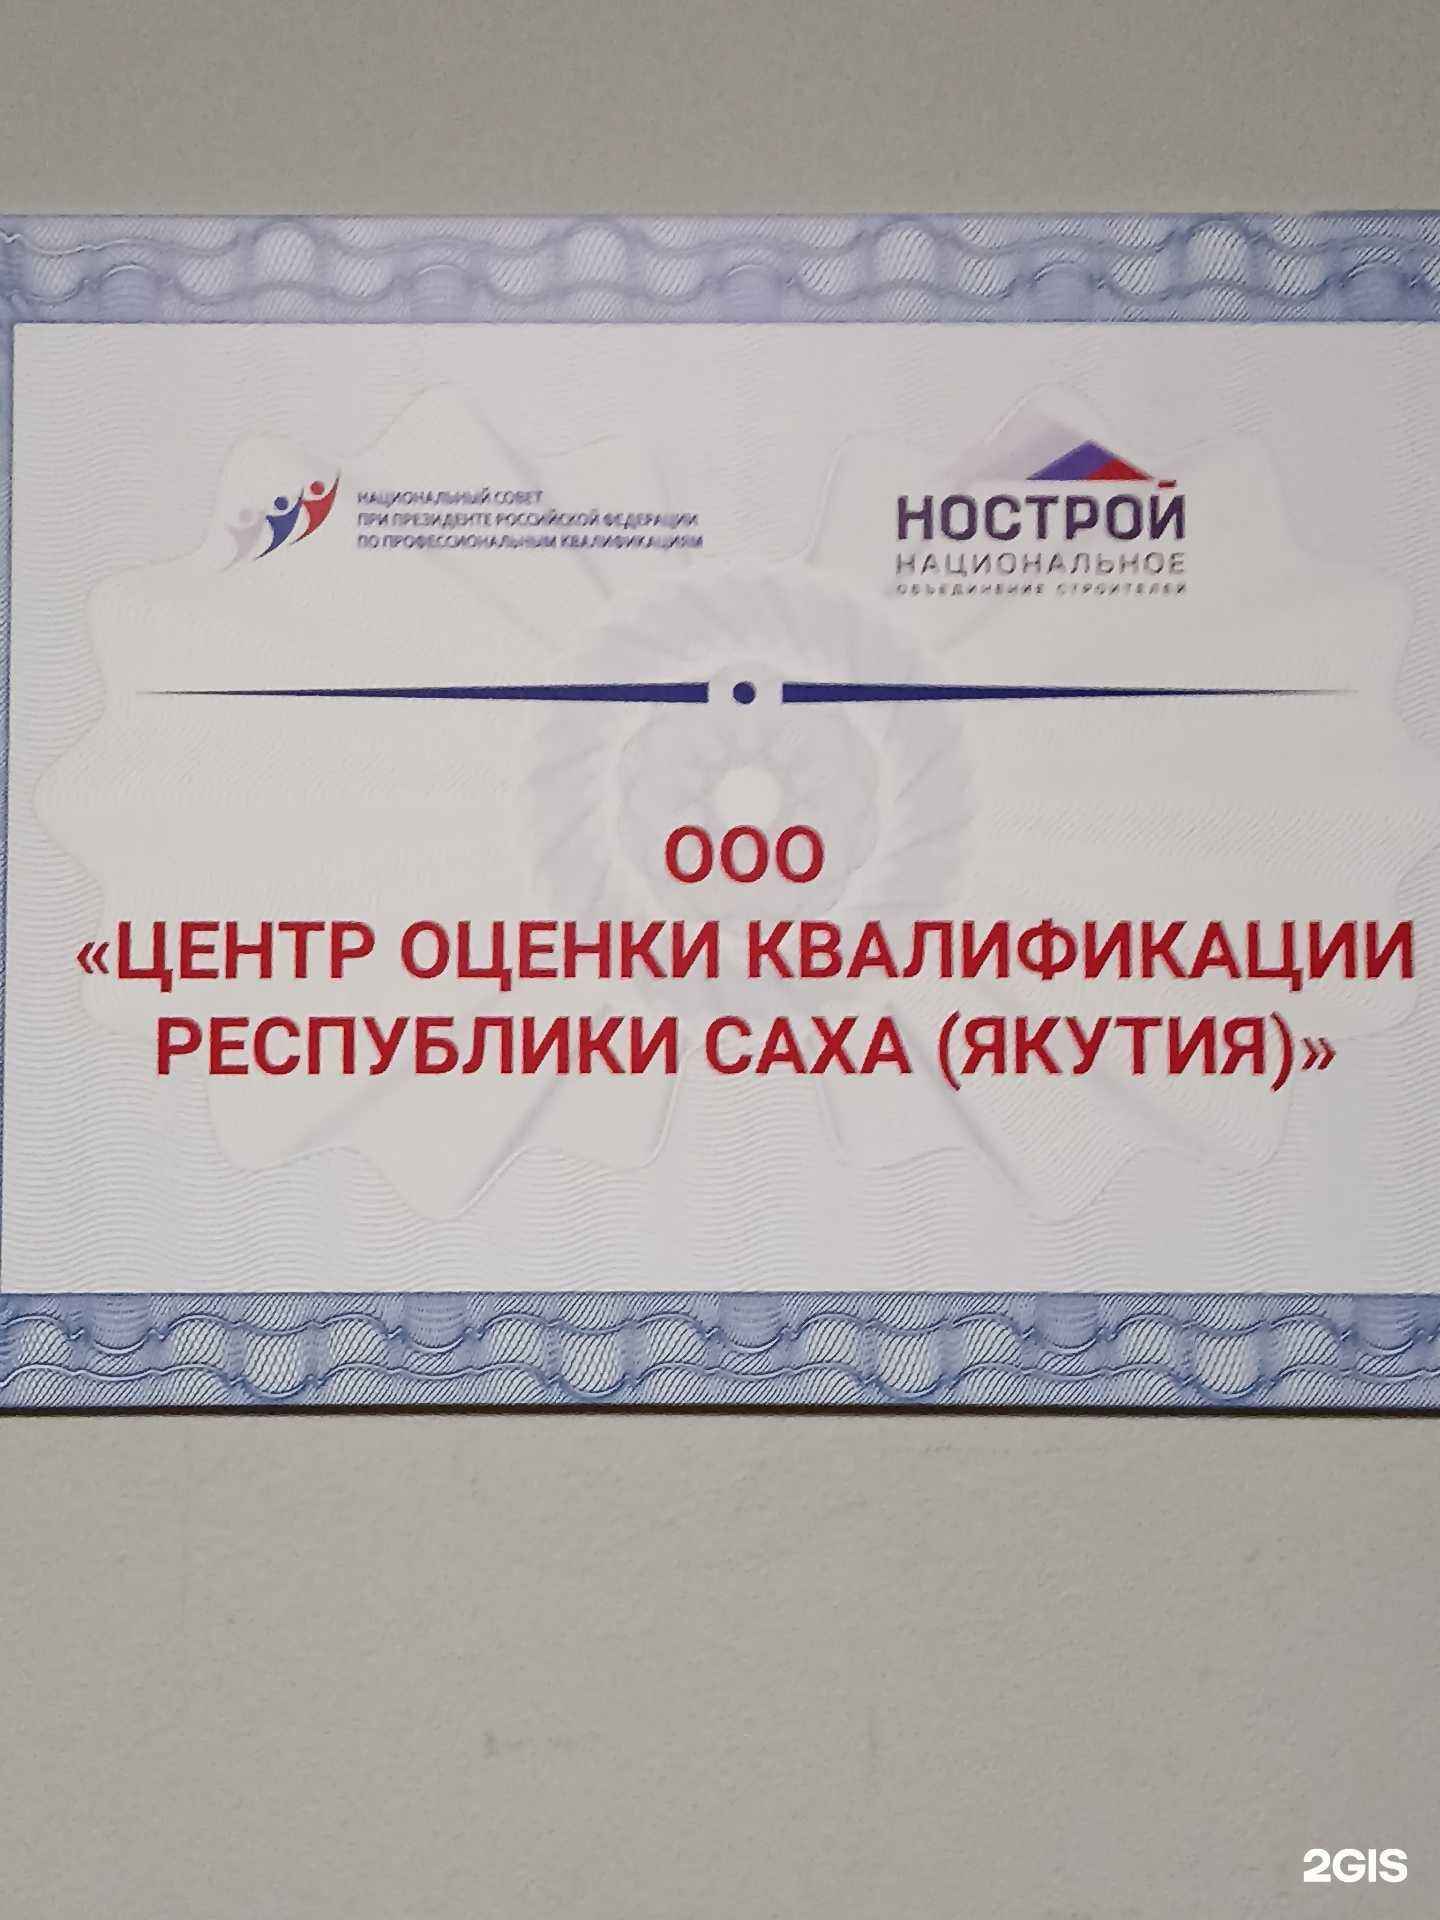 НАЦИОНАЛЬНЫЙ СОВЕТ
ПРИ ПРЕЗИДЕНТЕ РОССИЙСКОЙ ФЕДЕРАЦИИ
ПО ПРОФЕССИОНАЛЬНЫМ КВАЛИФИКАЦИЯМ
НОСТРОЙ
НАЦИОНАЛЬНОЕ
ОБЪЕДИНЕНИЕ СТРОИТЕЛЕЙ
ООО
«ЦЕНТР ОЦЕНКИ КВАЛИФИКАЦИИ
РЕСПУБЛИКИ САХА (ЯКУТИЯ)»
2GIS